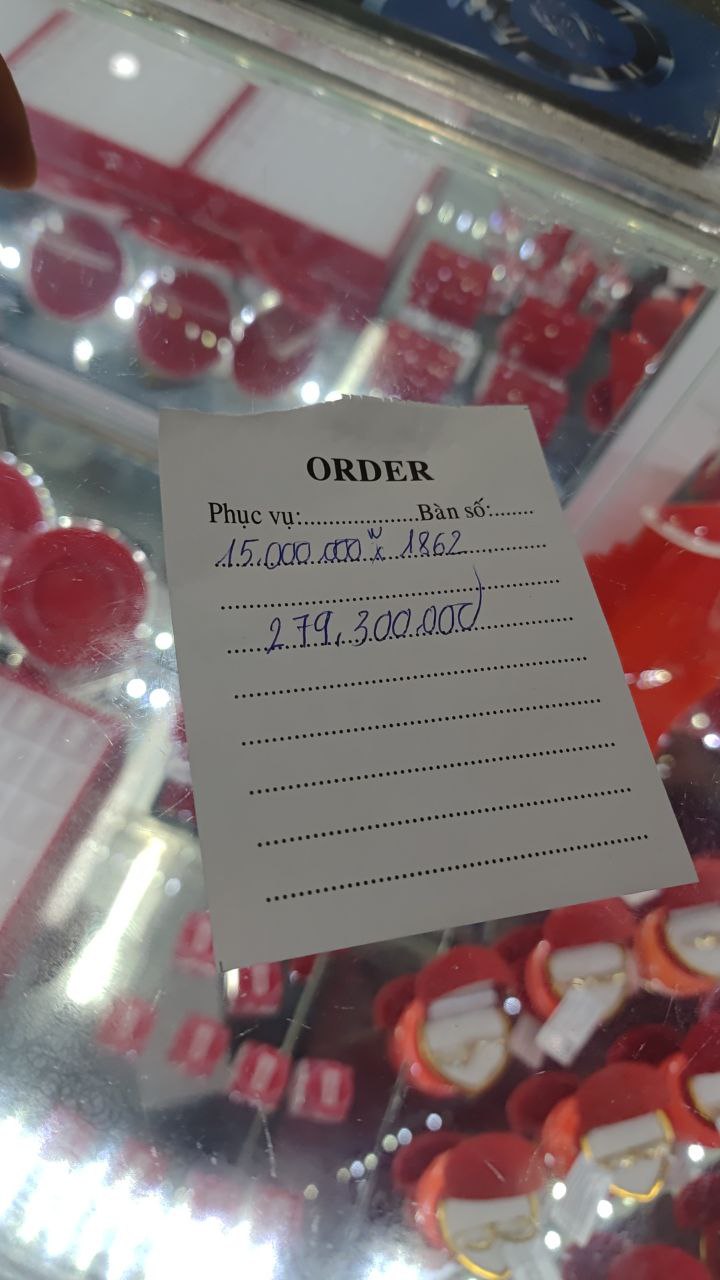 ORDER
Phục vụ:....................Bàn số:.......
15.000.000 ₩ x 1862
279.300.000